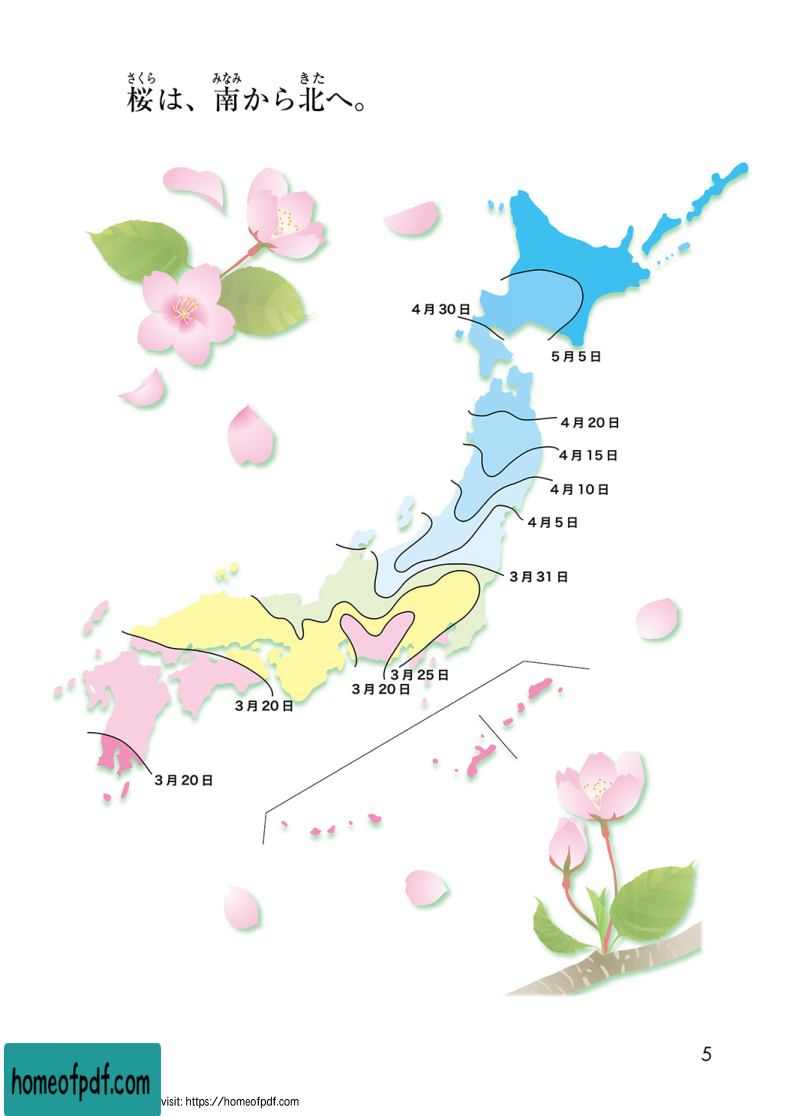 さくら みなみ きた
桜は、南から北へ。
4月30日
5月5日
4月20日
4月15日
4月10日
4月5日
3月31日
3月25日
3月20日
3月20日
3月20日
5
homeofpdf.com
visit: https://homeofpdf.com